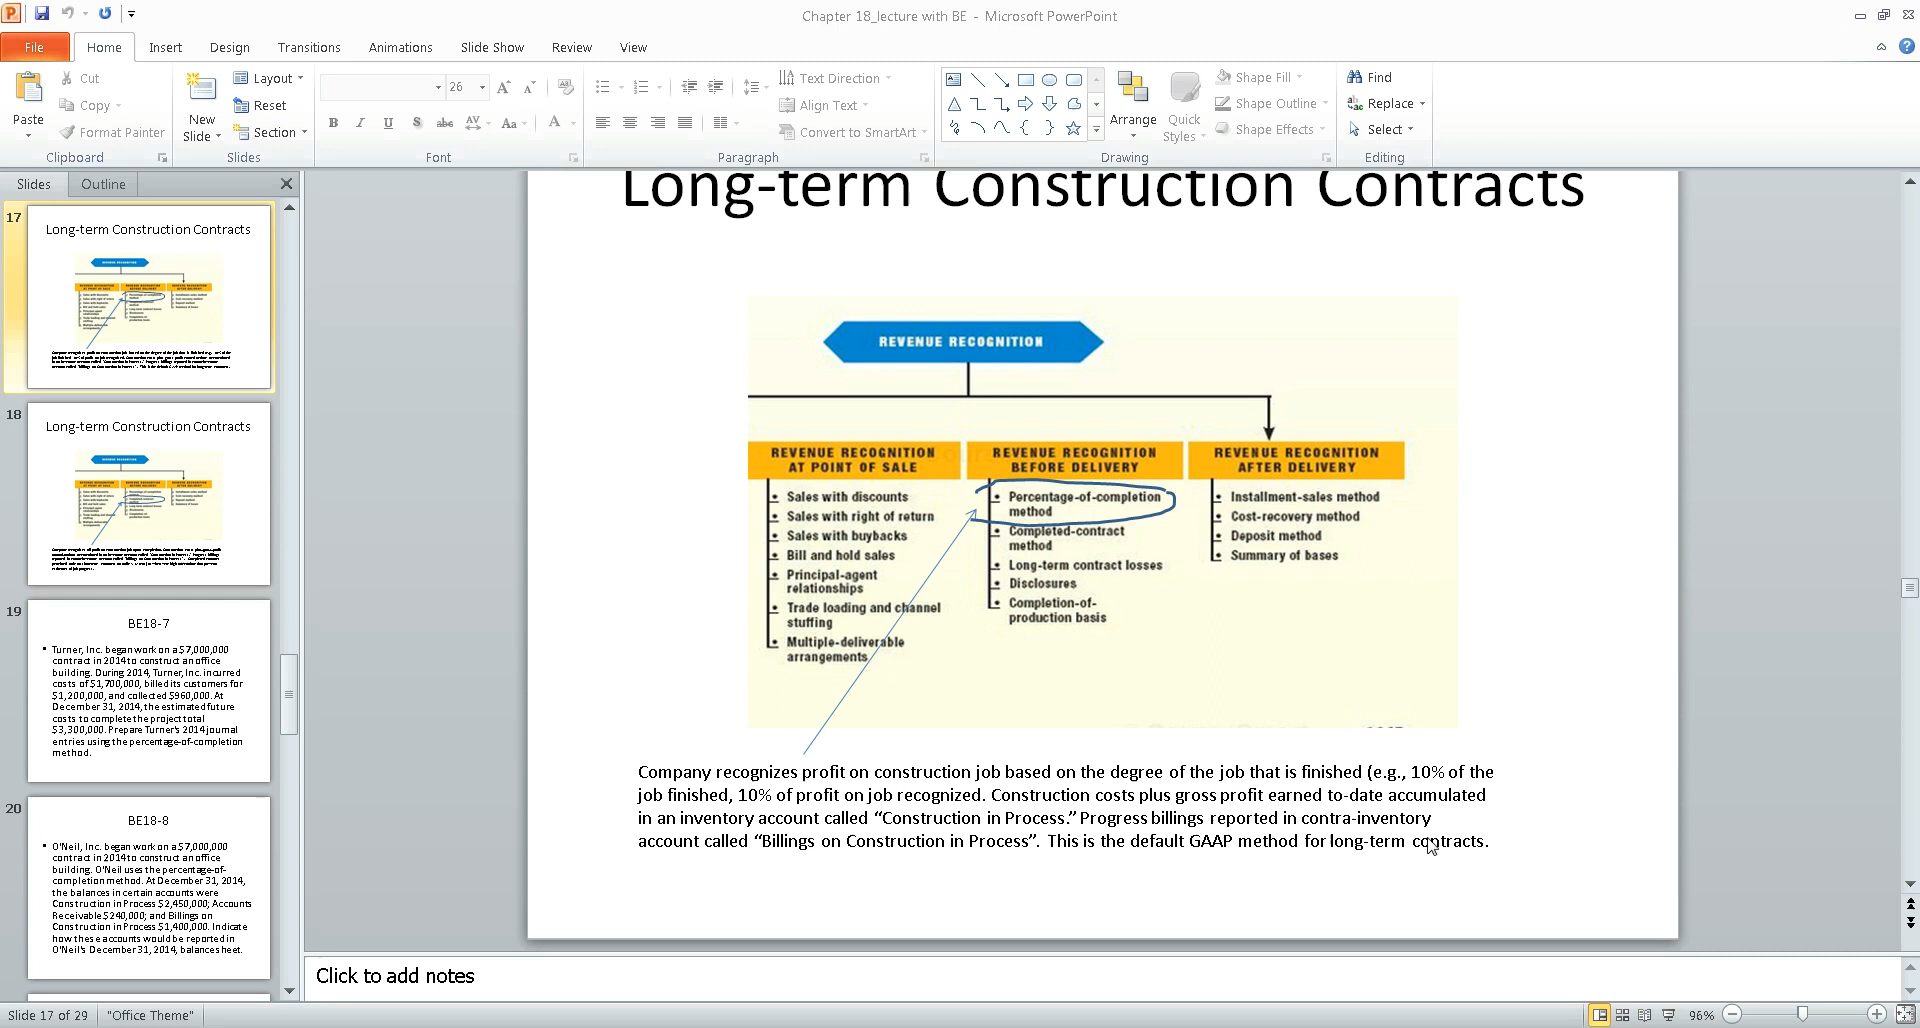 Chapter 18_lecture with BE - Microsoft PowerPoint
File Home Insert Design Transitions Animations Slide Show Review View
Paste
Cut
Copy
Format Painter
Clipboard
New
Slide
Layout
Reset
Section
Slides
26
B I U S abc AV Aa A
Font
Text Direction
Align Text
Convert to SmartArt
Paragraph
Arrange
Quick
Styles
Shape Fill
Shape Outline
Shape Effects
Drawing
Find
Replace
Select
Editing
Slides Outline
17
Long-term Construction Contracts
18
Long-term Construction Contracts
19
BE18-7
• Turner, Inc. began work on a $7,000,000
contract in 2014 to construct an office
building. During 2014, Turner, Inc. incurred
costs of $1,700,000, billed its customers for
$1,200,000, and collected $960,000. At
December 31, 2014, the estimated future
costs to complete the project total
$3,300,000. Prepare Turner's 2014 journal
entries using the percentage-of-completion
method.
20
BE18-8
• O'Neil, Inc. began work on a $7,000,000
contract in 2014 to construct an office
building. O'Neil uses the percentage-of-
completion method. At December 31, 2014,
the balances in certain accounts were
Construction in Process $2,450,000; Accounts
Receivable $240,000; and Billings on
Construction in Process $1,400,000. Indicate
how these accounts would be reported in
O'Neil's December 31, 2014, balance sheet.
Long-term Construction Contracts
REVENUE RECOGNITION
REVENUE RECOGNITION
AT POINT OF SALE
• Sales with discounts
• Sales with right of return
• Sales with buybacks
• Bill and hold sales
• Principal-agent
relationships
• Trade loading and channel
stuffing
• Multiple-deliverable
arrangements
REVENUE RECOGNITION
BEFORE DELIVERY
• Percentage-of-completion
method
• Completed-contract
method
• Long-term contract losses
• Disclosures
• Completion-of-
production basis
REVENUE RECOGNITION
AFTER DELIVERY
• Installment-sales method
• Cost-recovery method
• Deposit method
• Summary of bases
Company recognizes profit on construction job based on the degree of the job that is finished (e.g., 10% of the
job finished, 10% of profit on job recognized. Construction costs plus gross profit earned to-date accumulated
in an inventory account called “Construction in Process.” Progress billings reported in contra-inventory
account called “Billings on Construction in Process”. This is the default GAAP method for long-term contracts.
Click to add notes
Slide 17 of 29 "Office Theme" 96%